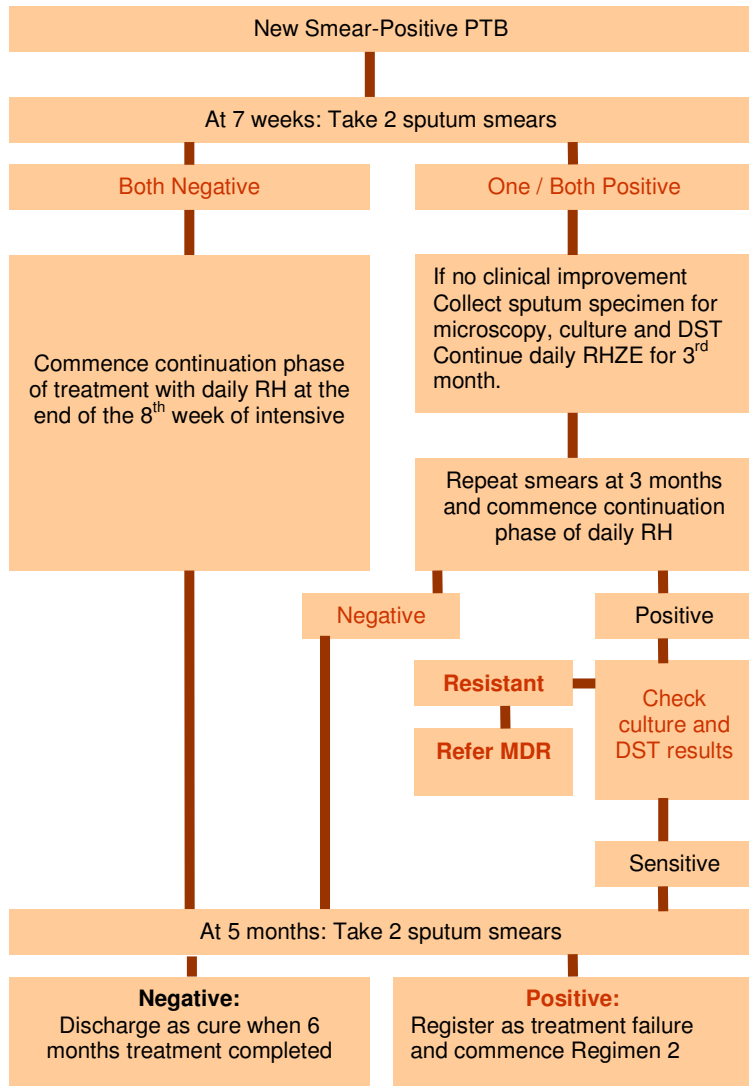 New Smear-Positive PTB
At 7 weeks: Take 2 sputum smears
Both Negative
One / Both Positive
Commence continuation phase
of treatment with daily RH at the
end of the 8th week of intensive
If no clinical improvement
Collect sputum specimen for
microscopy, culture and DST
Continue daily RHZE for 3rd
month.
Repeat smears at 3 months
and commence continuation
phase of daily RH
Negative
Positive
Resistant
Refer MDR
Check
culture and
DST results
Sensitive
At 5 months: Take 2 sputum smears
Negative:
Discharge as cure when 6
months treatment completed
Positive:
Register as treatment failure
and commence Regimen 2